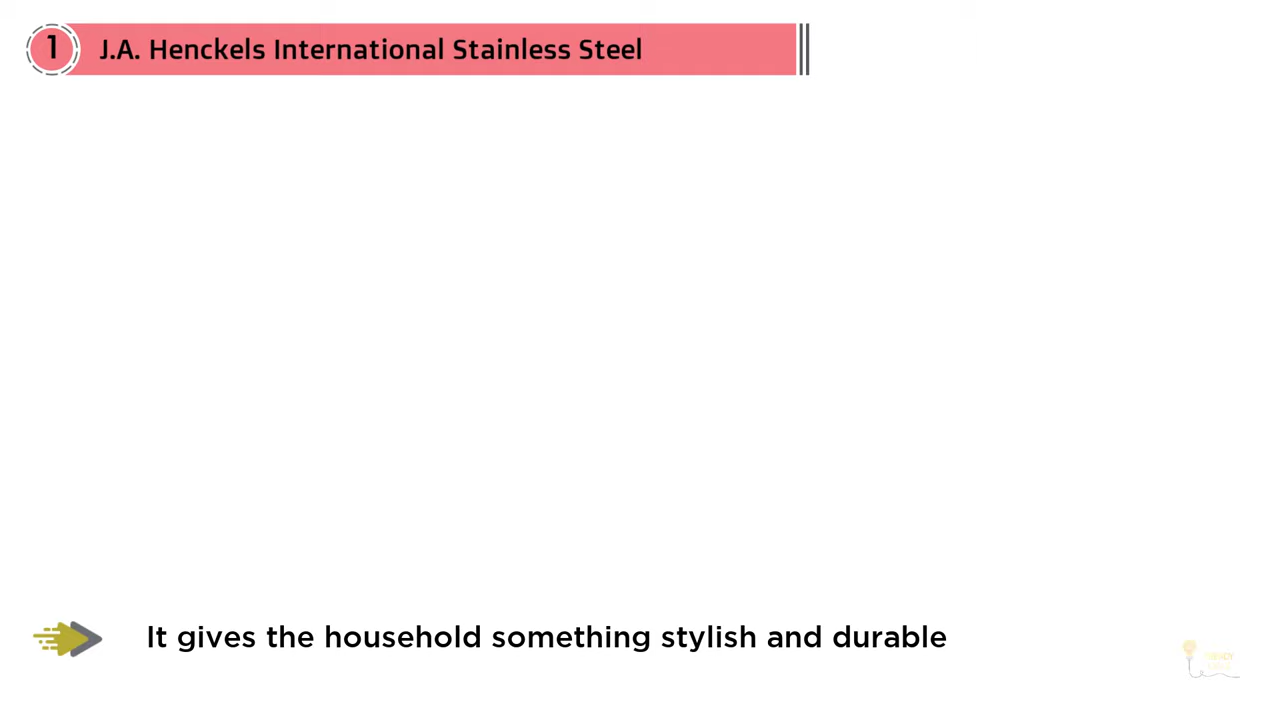 1
J.A. Henckels International Stainless Steel
It gives the household something stylish and durable